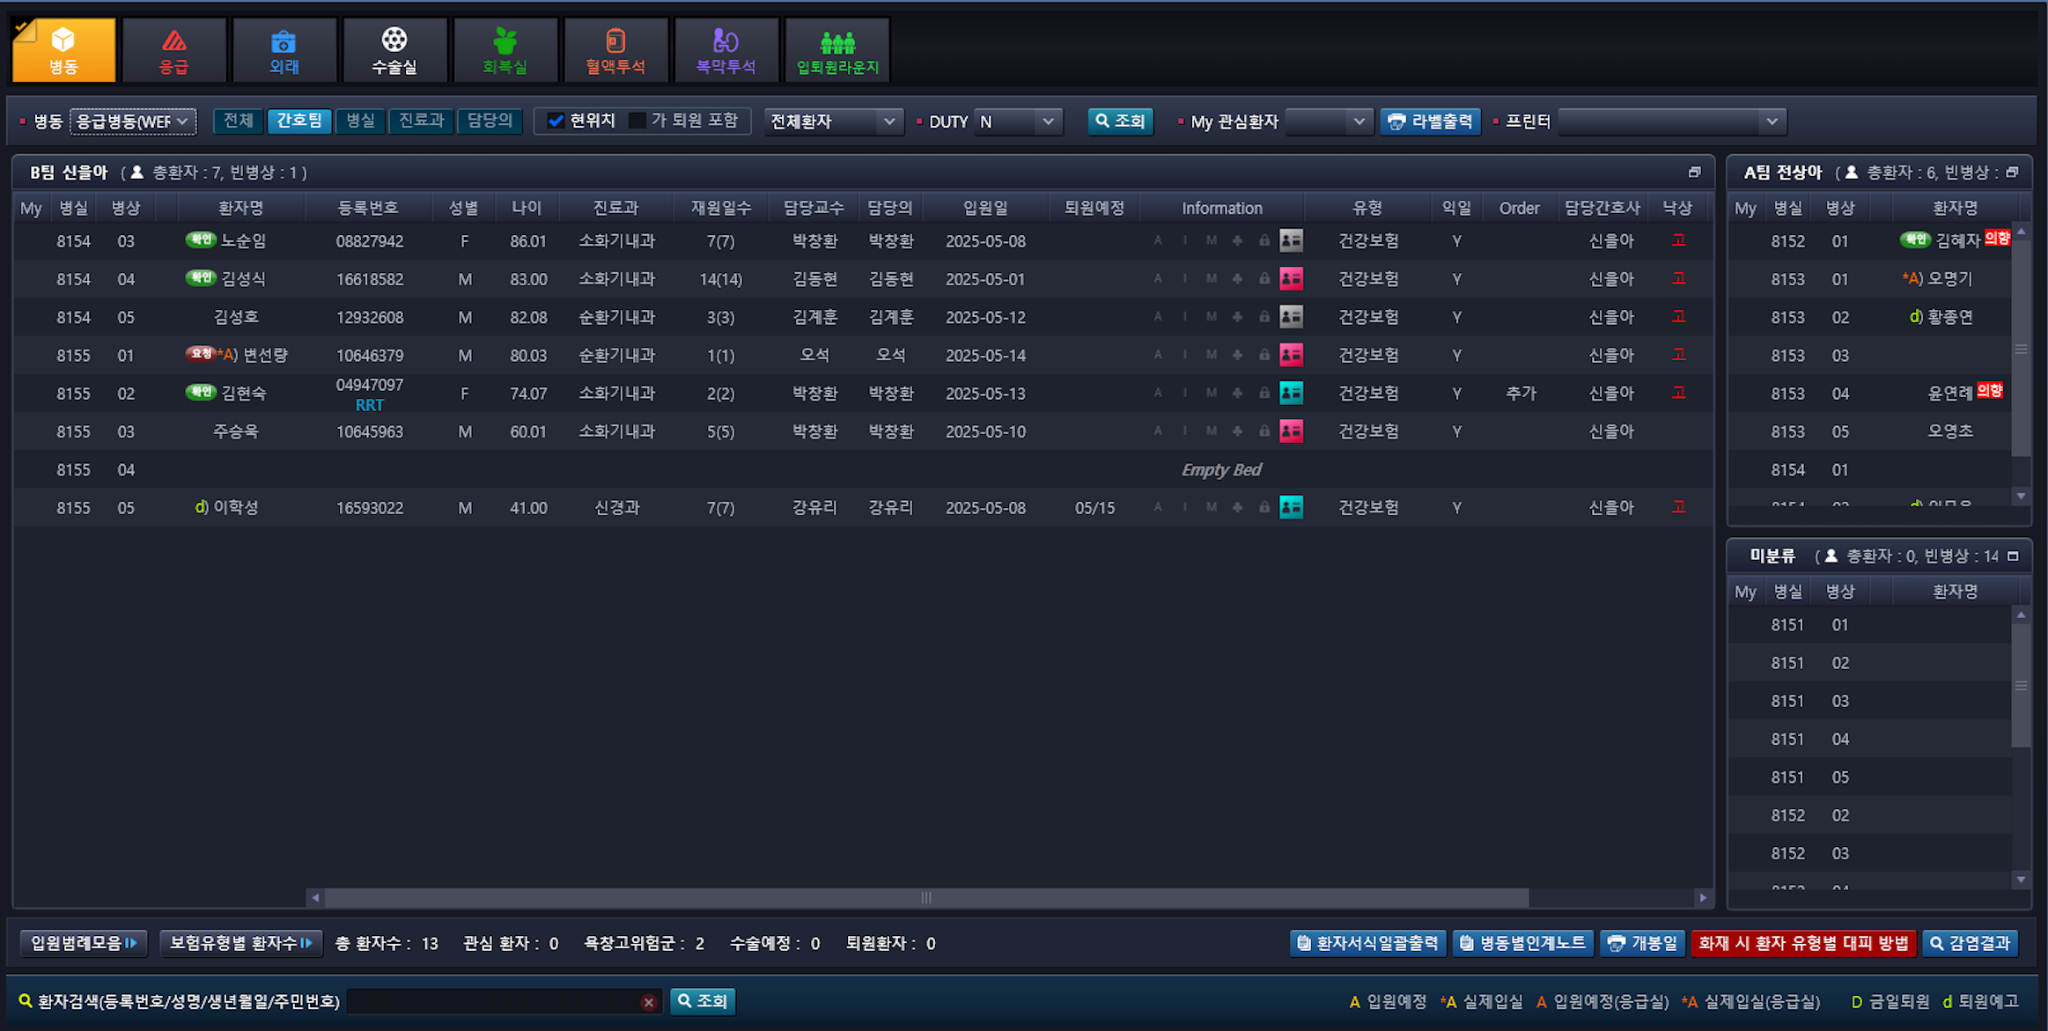 병동 응급 외래 수술실 회복실 혈액투석 복막투석 입퇴원라운지
병동 응급병동(WEF 전체 간호팀 병실 진료과 담당의 현위치 가 퇴원 포함 전체환자 DUTY N 조회 My 관심환자 라벨출력 프린터
B팀 신을아 ( 총환자 : 7, 빈병상 : 1 )
My 병실 병상 환자명 등록번호 성별 나이 진료과 재원일수 담당교수 담당의 입원일 퇴원예정 Information 유형 익일 Order 담당간호사 낙상
8154 03 확인 노순임 08827942 F 86.01 소화기내과 7(7) 박창환 박창환 2025-05-08 A I M 건강보험 Y 신을아 고
8154 04 확인 김성식 16618582 M 83.00 소화기내과 14(14) 김동현 김동현 2025-05-01 A I M 건강보험 Y 신을아 고
8154 05 김성호 12932608 M 82.08 순환기내과 3(3) 김계훈 김계훈 2025-05-12 A I M 건강보험 Y 신을아 고
8155 01 요청 *A) 변선량 10646379 M 80.03 순환기내과 1(1) 오석 오석 2025-05-14 A I M 건강보험 Y 신을아 고
8155 02 확인 김현숙 04947097 F 74.07 소화기내과 2(2) 박창환 박창환 2025-05-13 A I M 건강보험 Y 추가 신을아 고
RRT
8155 03 주승욱 10645963 M 60.01 소화기내과 5(5) 박창환 박창환 2025-05-10 A I M 건강보험 Y 신을아
8155 04 Empty Bed
8155 05 d) 이학성 16593022 M 41.00 신경과 7(7) 강유리 강유리 2025-05-08 05/15 A I M 건강보험 Y 신을아 고
A팀 전상아 ( 총환자 : 6, 빈병상 :
My 병실 병상 환자명
8152 01 확인 김혜자 의향
8153 01 *A) 오명기
8153 02 d) 황종연
8153 03
8153 04 윤연례 의향
8153 05 오영초
8154 01
미분류 ( 총환자 : 0, 빈병상 : 14
My 병실 병상 환자명
8151 01
8151 02
8151 03
8151 04
8151 05
8152 02
8152 03
입원범례모음 보험유형별 환자수 총 환자수 : 13 관심 환자 : 0 욕창고위험군 : 2 수술예정 : 0 퇴원환자 : 0 환자서식일괄출력 병동별인계노트 개봉일 화재 시 환자 유형별 대피 방법 감염결과
환자검색(등록번호/성명/생년월일/주민번호) 조회 A 입원예정 *A 실제입실 A 입원예정(응급실) *A 실제입실(응급실) D 금일퇴원 d 퇴원예고